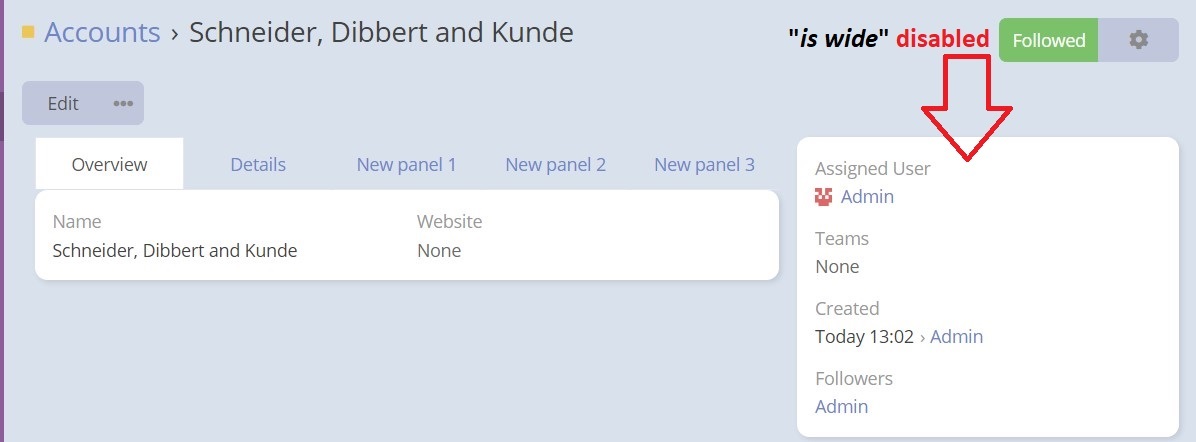 Accounts › Schneider, Dibbert and Kunde
"is wide" disabled
Followed
Edit •••
Overview Details New panel 1 New panel 2 New panel 3
Name
Schneider, Dibbert and Kunde
Website
None
Assigned User
Admin
Teams
None
Created
Today 13:02 › Admin
Followers
Admin